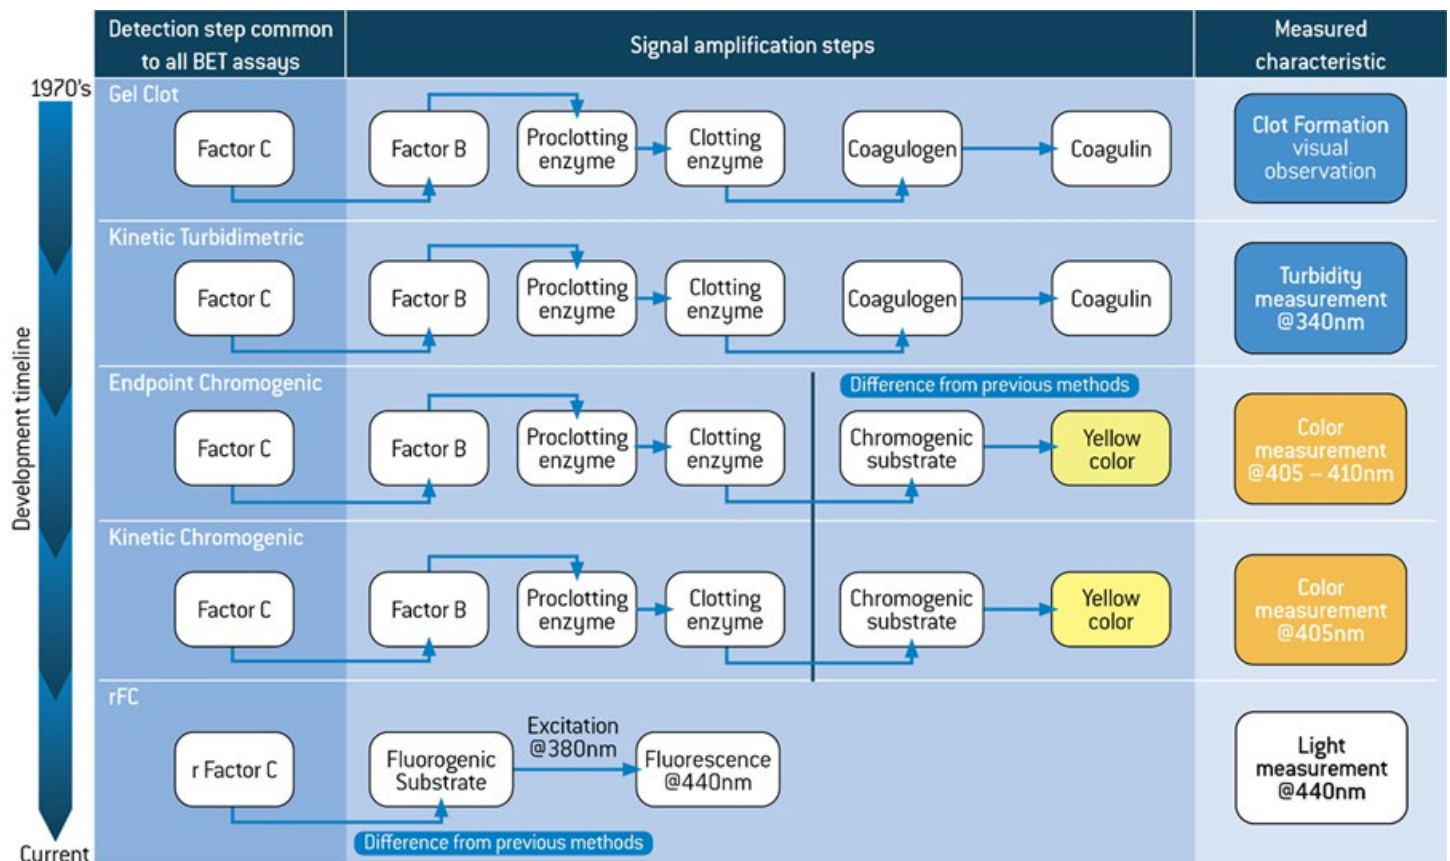 Detection step common
to all BET assays
Signal amplification steps
Measured
characteristic
1970's
Development timeline
Current
Gel Clot
Factor C
Factor B
Proclotting
enzyme
Clotting
enzyme
Coagulogen
Coagulin
Clot Formation
visual
observation
Kinetic Turbidimetric
Factor C
Factor B
Proclotting
enzyme
Clotting
enzyme
Coagulogen
Coagulin
Turbidity
measurement
@340nm
Endpoint Chromogenic
Difference from previous methods
Factor C
Factor B
Proclotting
enzyme
Clotting
enzyme
Chromogenic
substrate
Yellow
color
Color
measurement
@405 – 410nm
Kinetic Chromogenic
Factor C
Factor B
Proclotting
enzyme
Clotting
enzyme
Chromogenic
substrate
Yellow
color
Color
measurement
@405nm
rFC
r Factor C
Fluorogenic
Substrate
Excitation
@380nm
Fluorescence
@440nm
Light
measurement
@440nm
Difference from previous methods